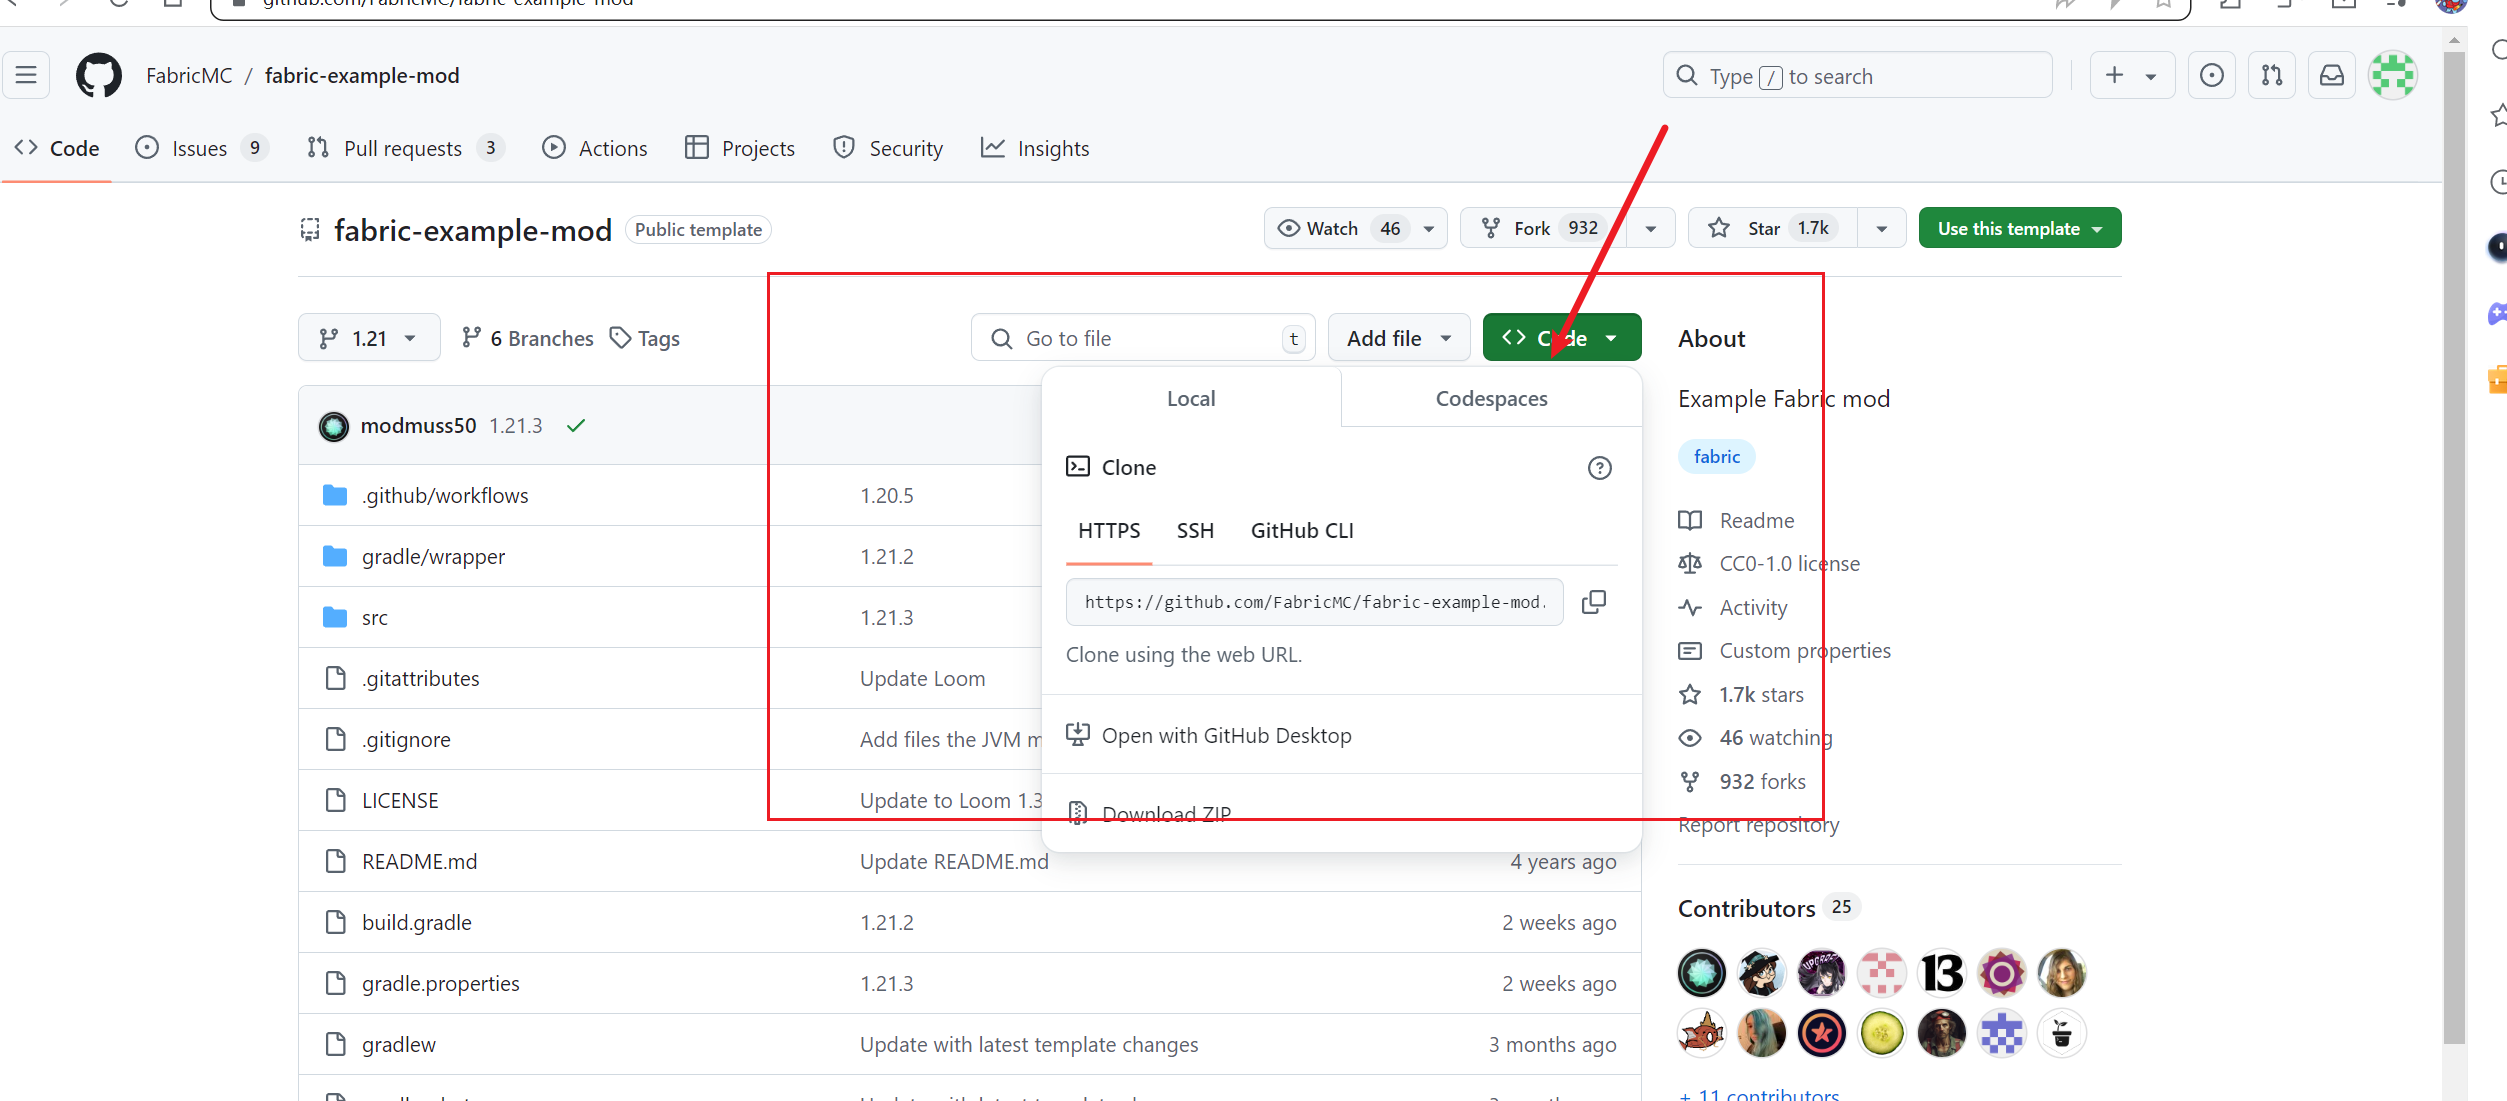 github.com/FabricMC/fabric-example-mod
FabricMC / fabric-example-mod
Type / to search
Code
Issues 9
Pull requests 3
Actions
Projects
Security
Insights
fabric-example-mod Public template
Watch 46
Fork 932
Star 1.7k
Use this template
1.21
6 Branches
Tags
Go to file t
Add file
Code
About
Local
Codespaces
Example Fabric mod
modmuss50 1.21.3
fabric
Clone
.github/workflows 1.20.5
HTTPS SSH GitHub CLI
Readme
gradle/wrapper 1.21.2
CC0-1.0 license
https://github.com/FabricMC/fabric-example-mod.
Activity
src 1.21.3
Clone using the web URL.
Custom properties
.gitattributes Update Loom
1.7k stars
.gitignore Add files the JVM m
Open with GitHub Desktop
46 watching
932 forks
LICENSE Update to Loom 1.3
Download ZIP
Report repository
README.md Update README.md 4 years ago
Contributors 25
build.gradle 1.21.2 2 weeks ago
gradle.properties 1.21.3 2 weeks ago
13
gradlew Update with latest template changes 3 months ago
+ 11 contributors